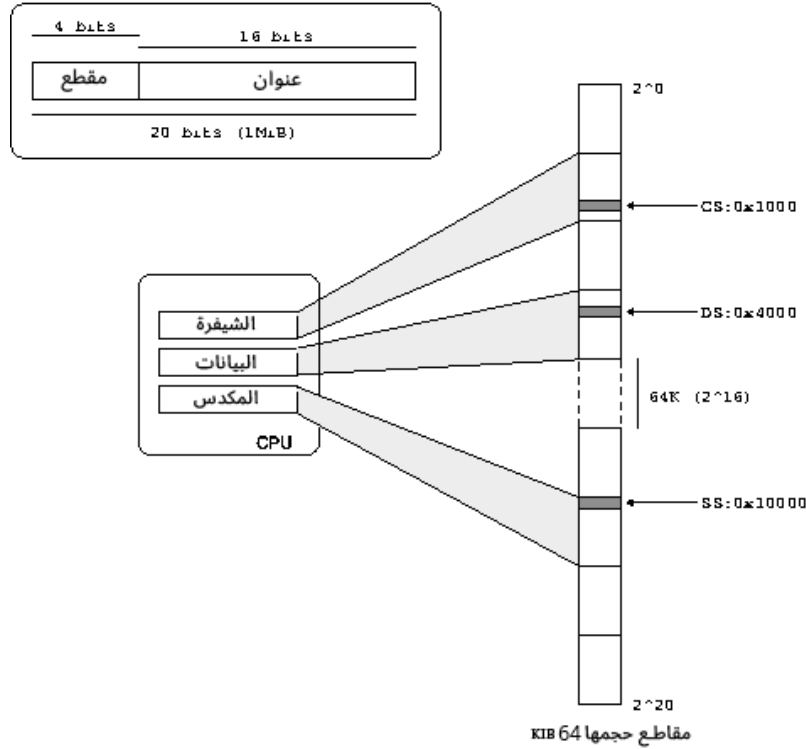 4 bits
16 bits
مقطع
عنوان
20 bits (1MiB)
2^0
CS:0x1000
DS:0x4000
64K (2^16)
SS:0x10000
2^20
الشيفرة
البيانات
المكدس
CPU
مقاطع حجمها 64 KIB